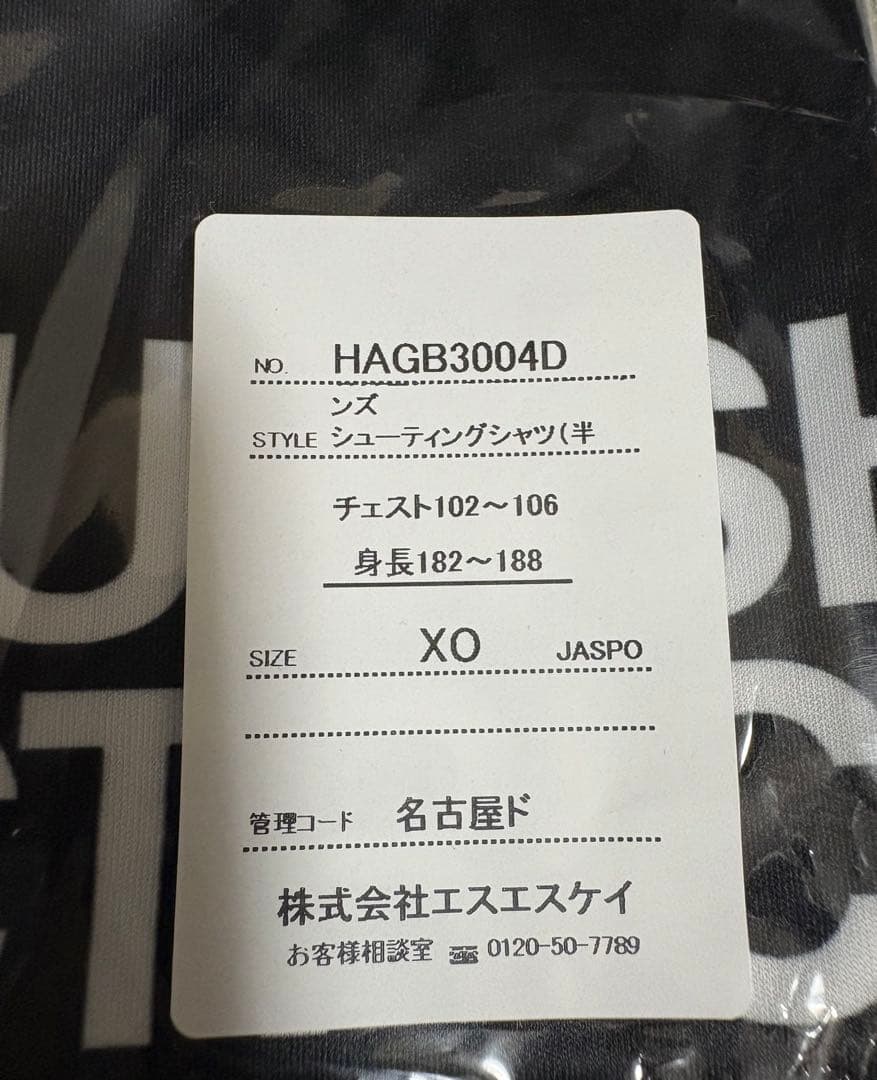 NO. HAGB3004D
ンズ
STYLE シューティングシャツ(半
チェスト102～106
身長182～188
SIZE XO JASPO
管理コード 名古屋ド
株式会社エスエスケイ
お客様相談室 ☎ 0120-50-7789